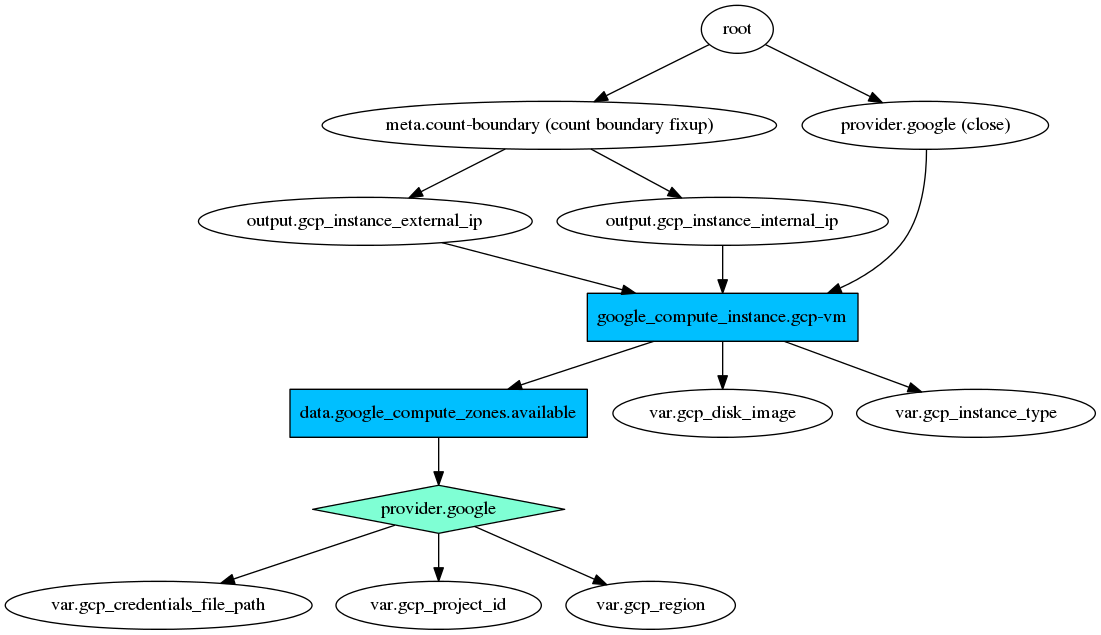 root
meta.count-boundary (count boundary fixup)
provider.google (close)
output.gcp_instance_external_ip
output.gcp_instance_internal_ip
google_compute_instance.gcp-vm
data.google_compute_zones.available
var.gcp_disk_image
var.gcp_instance_type
provider.google
var.gcp_credentials_file_path
var.gcp_project_id
var.gcp_region